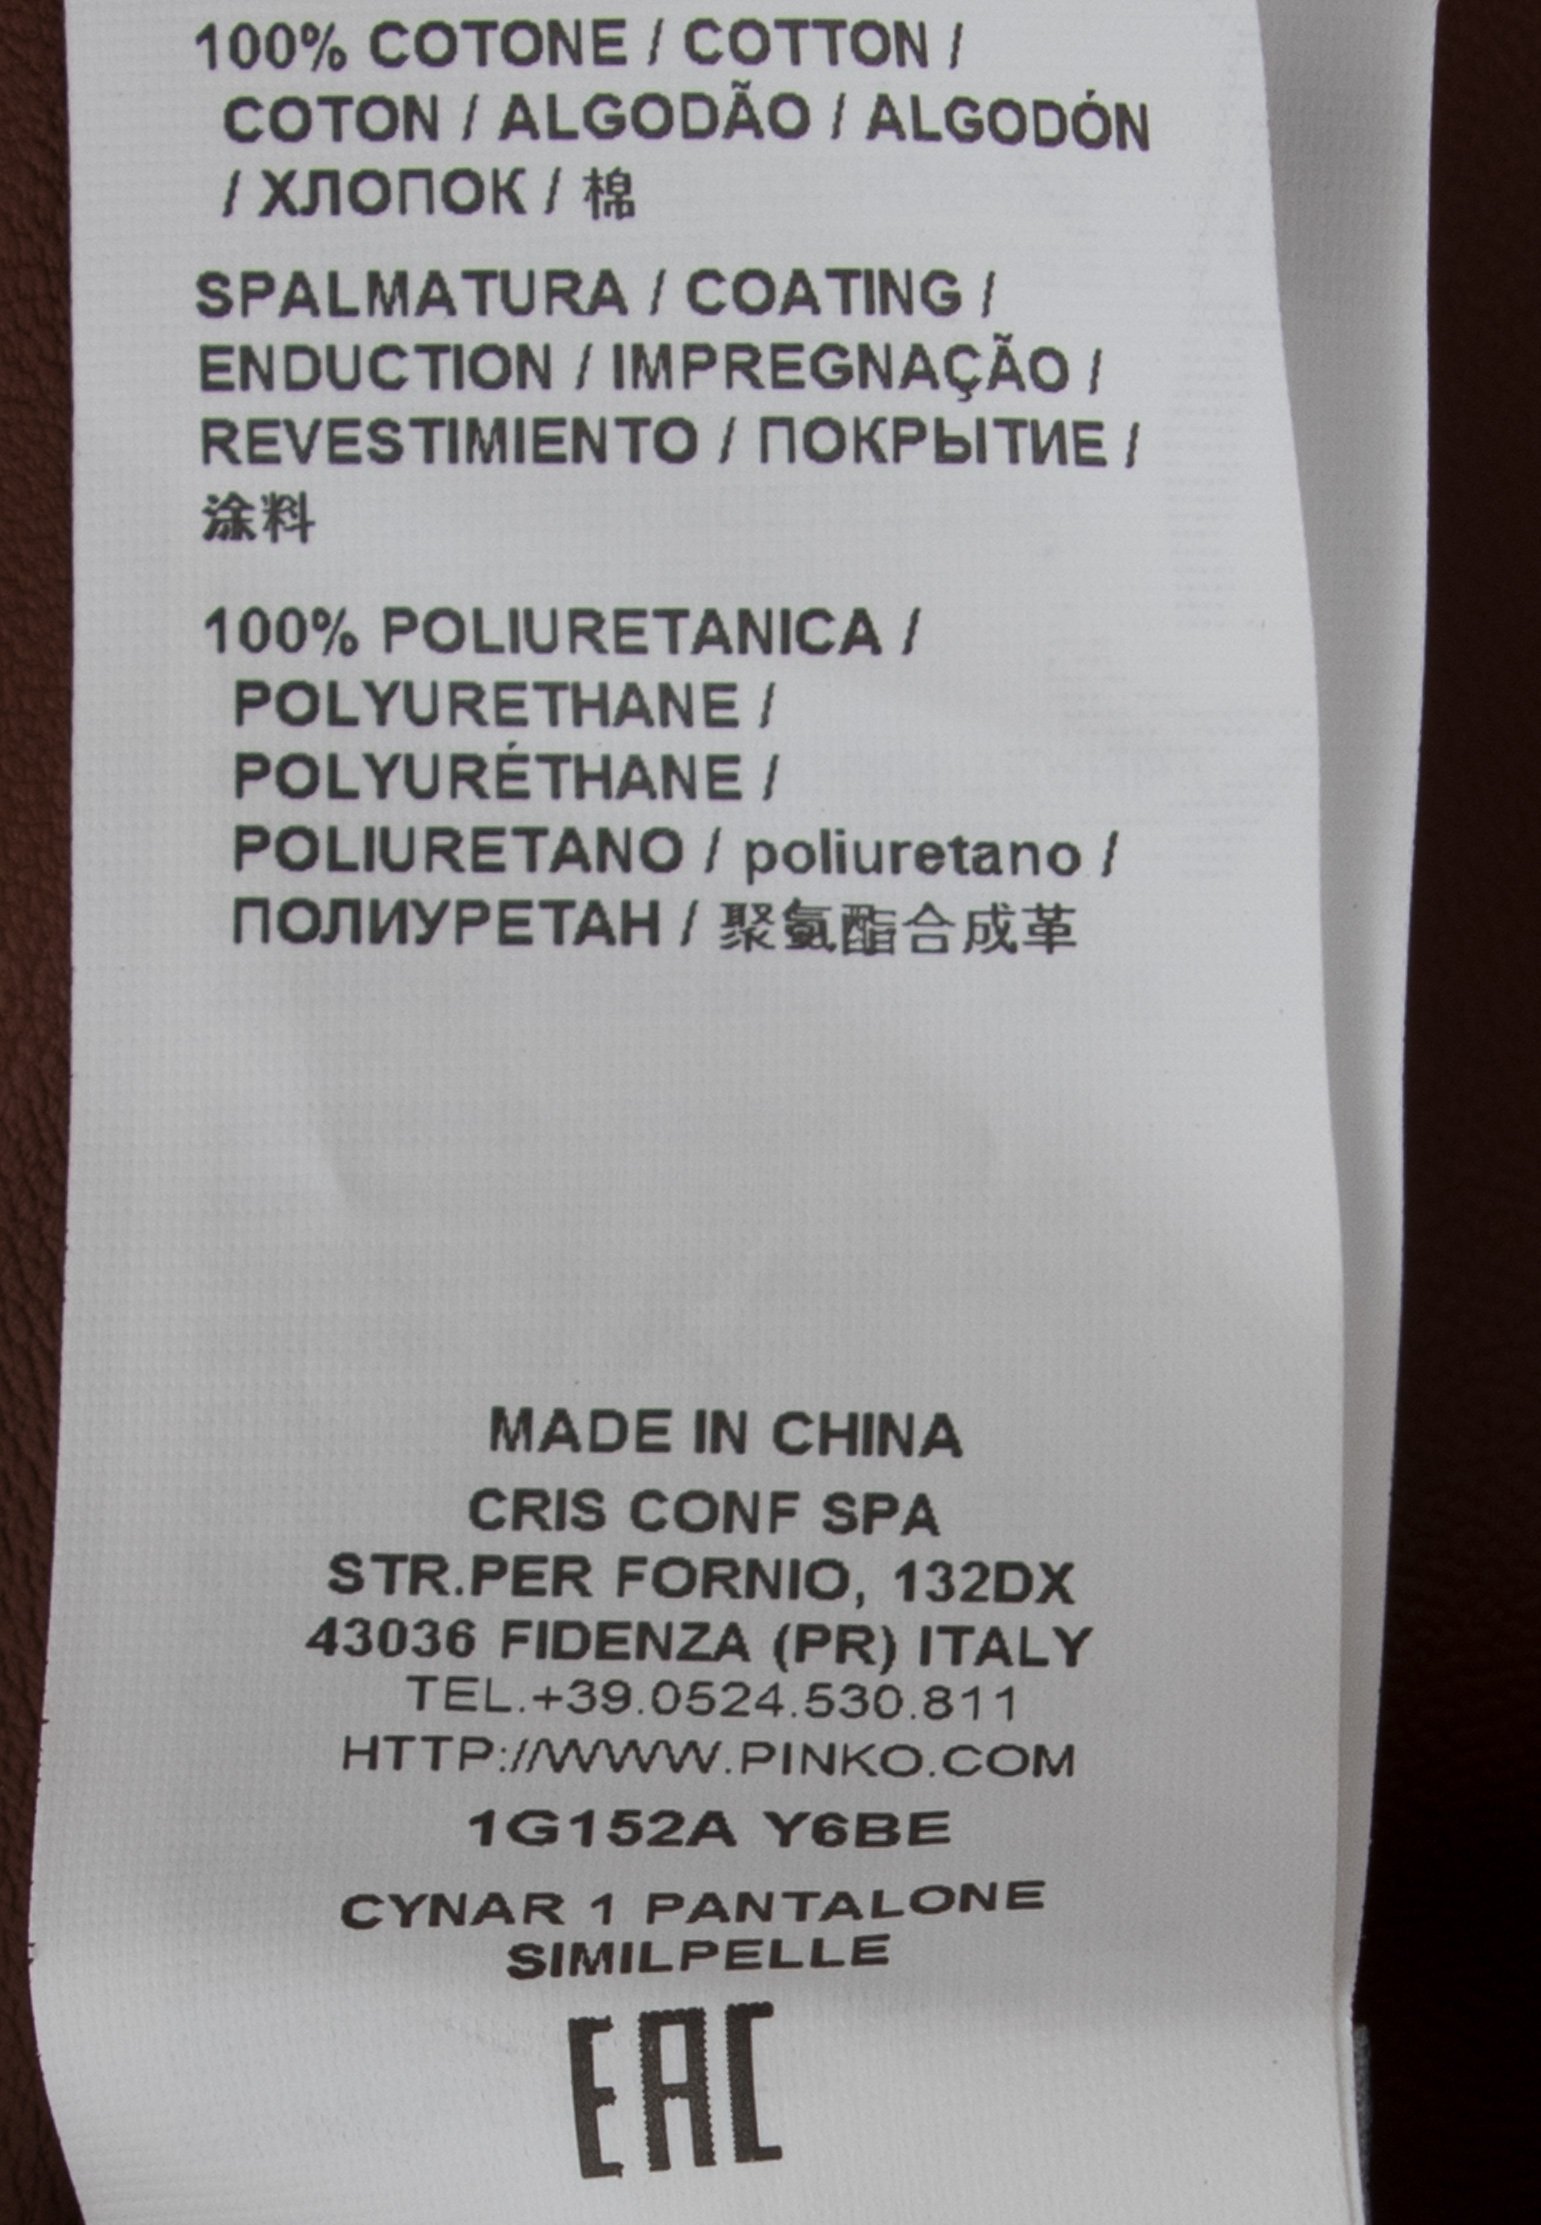 100% COTONE / COTTON /
COTON / ALGODÃO / ALGODÓN
/ ХЛОПОК / 棉
SPALMATURA / COATING /
ENDUCTION / IMPREGNAÇÃO /
REVESTIMIENTO / ПОКРЫТИЕ /
涂料
100% POLIURETANICA /
POLYURETHANE /
POLYURÉTHANE /
POLIURETANO / poliuretano /
ПОЛИУРЕТАН / 聚氨酯合成革
MADE IN CHINA
CRIS CONF SPA
STR.PER FORNIO, 132DX
43036 FIDENZA (PR) ITALY
TEL.+39.0524.530.811
HTTP://WWW.PINKO.COM
1G152A Y6BE
CYNAR 1 PANTALONE
SIMILPELLE
EAC